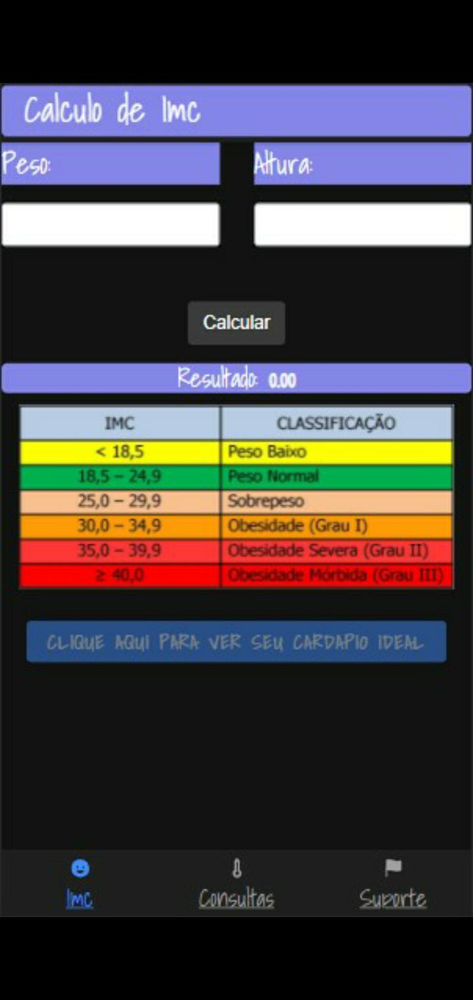 Calculo de Imc
Peso: Altura:
Calcular
Resultado: 0.00
IMC CLASSIFICAÇÃO
< 18,5 Peso Baixo
18,5 – 24,9 Peso Normal
25,0 – 29,9 Sobrepeso
30,0 – 34,9 Obesidade (Grau I)
35,0 – 39,9 Obesidade Severa (Grau II)
≥ 40,0 Obesidade Mórbida (Grau III)
CLIQUE AQUI PARA VER SEU CARDAPIO IDEAL
Imc Consultas Suporte